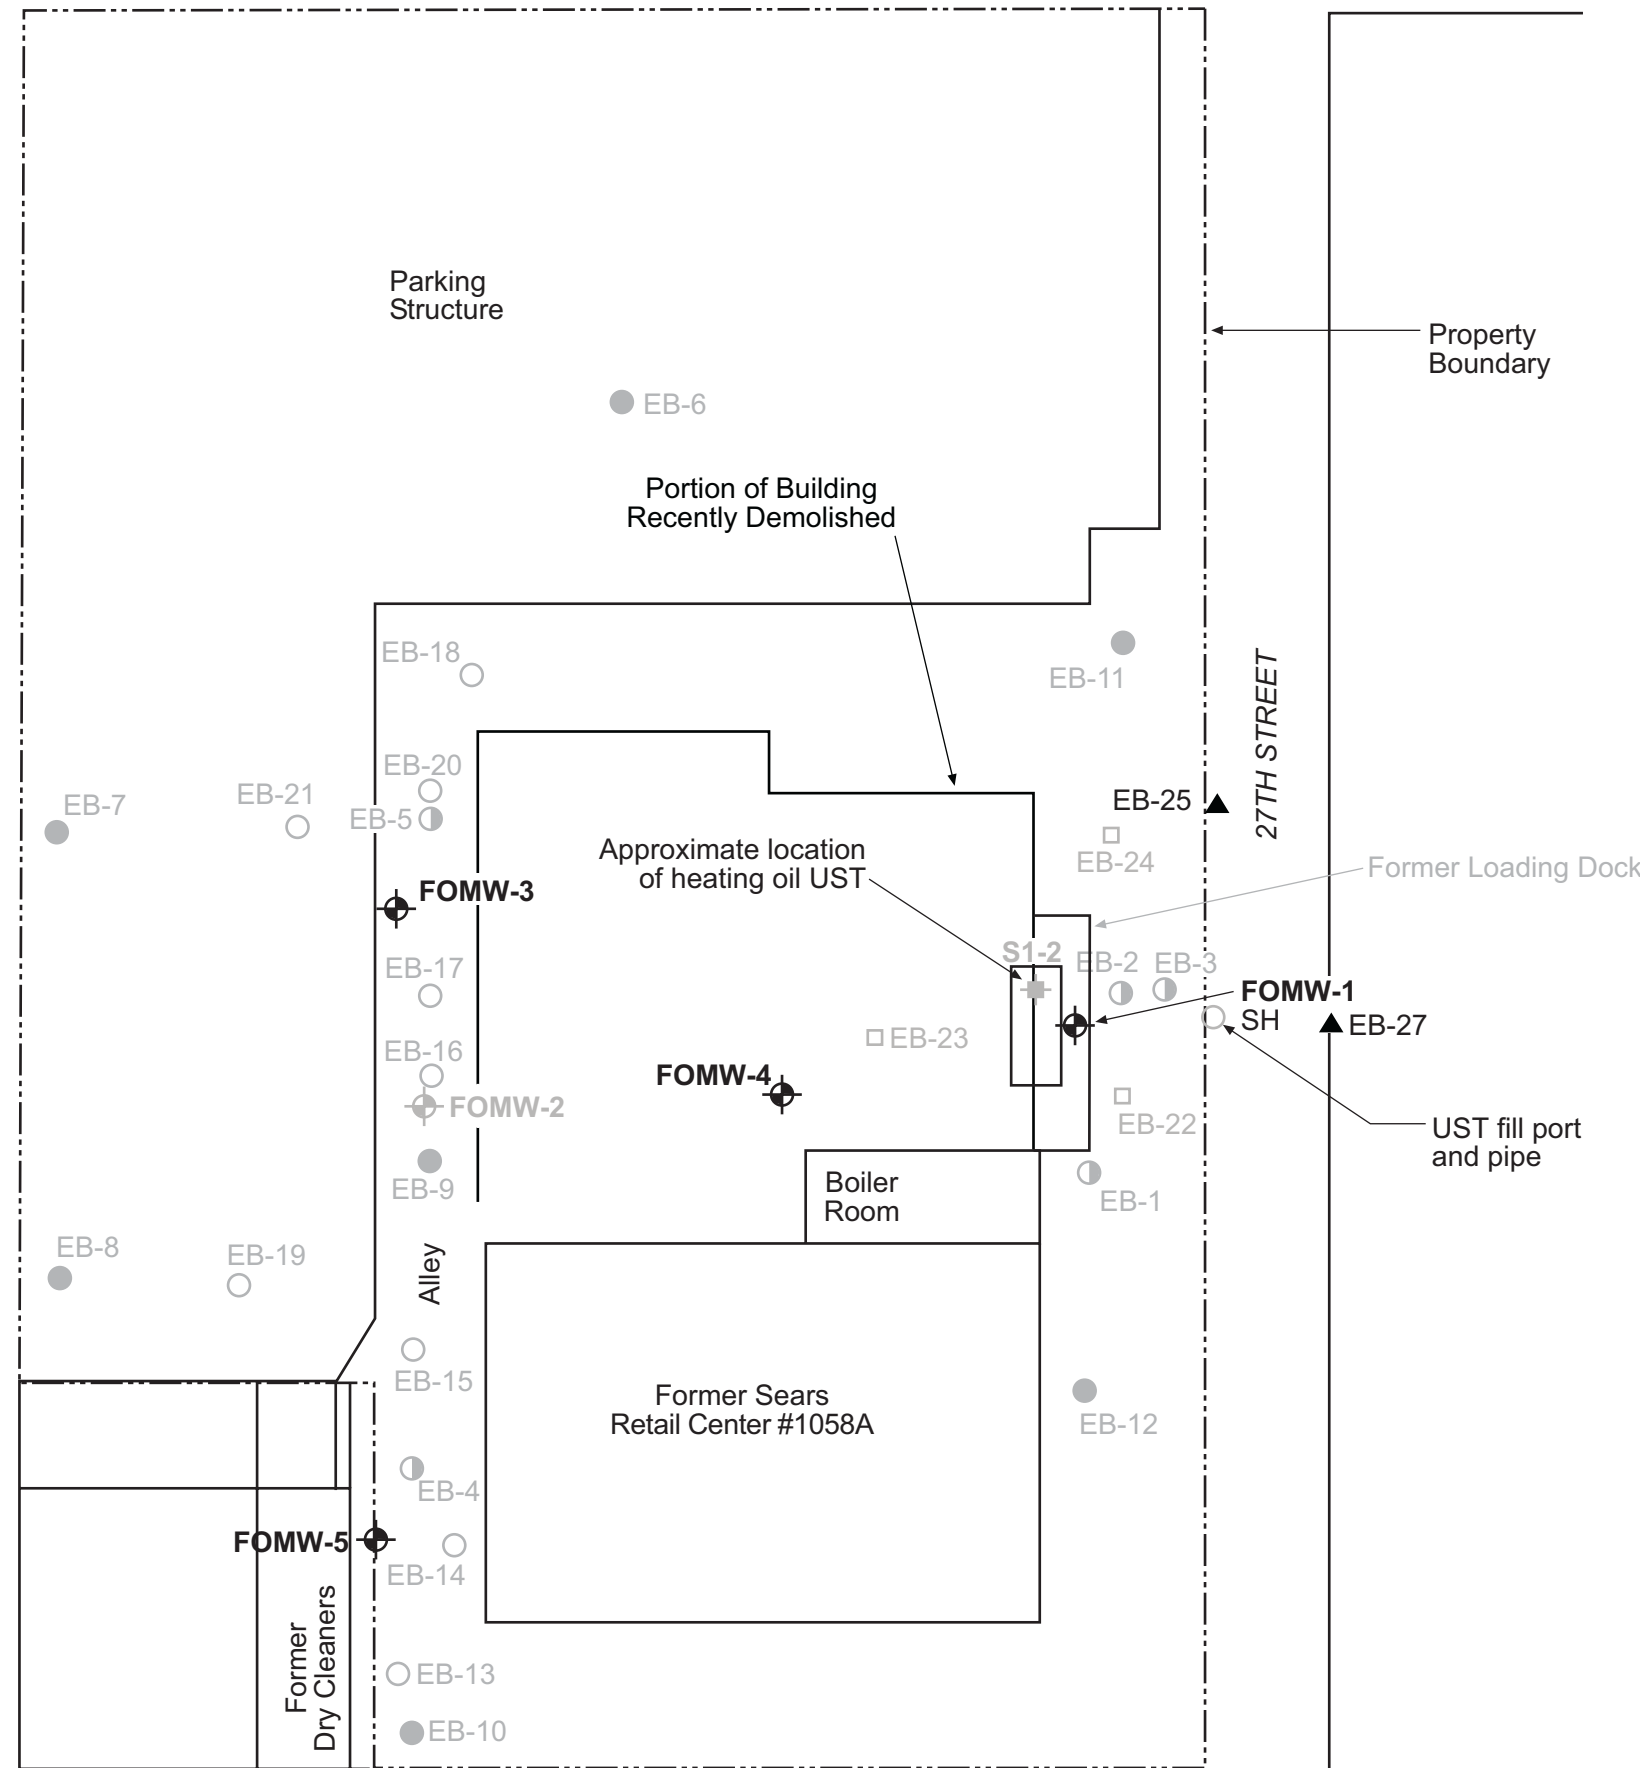 Parking
Structure
Property
Boundary
EB-6
Portion of Building
Recently Demolished
EB-18
EB-11
27TH STREET
EB-20
EB-7
EB-21
EB-5
EB-25
EB-24
Approximate location
of heating oil UST
Former Loading Dock
FOMW-3
S1-2
EB-2
EB-3
EB-17
FOMW-1
SH
EB-27
EB-23
EB-16
FOMW-4
FOMW-2
EB-22
UST fill port
and pipe
EB-9
Boiler
Room
EB-1
EB-8
EB-19
Alley
EB-15
Former Sears
Retail Center #1058A
EB-12
EB-4
FOMW-5
EB-14
Former
Dry Cleaners
EB-13
EB-10